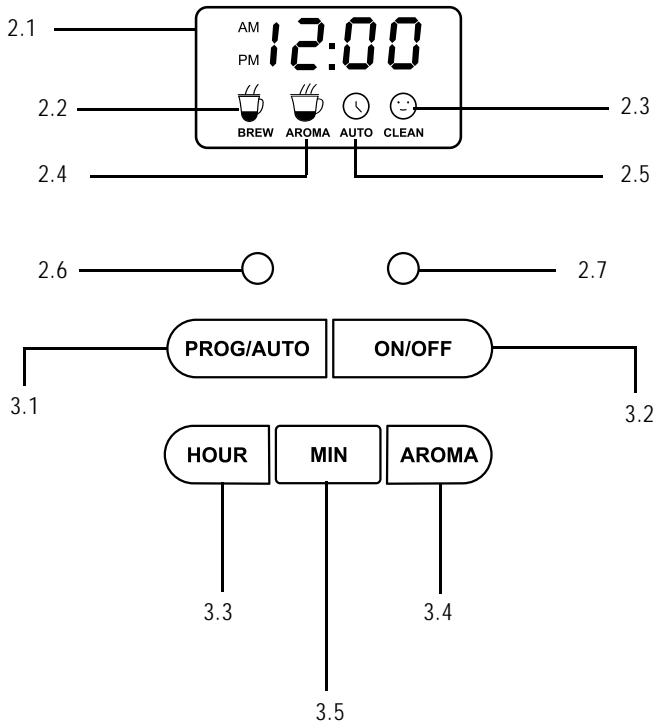 2.1
AM 12:00
PM
2.2 2.3
BREW AROMA AUTO CLEAN
2.4 2.5
2.6 2.7
PROG/AUTO ON/OFF
3.1 3.2
HOUR MIN AROMA
3.3 3.4
3.5